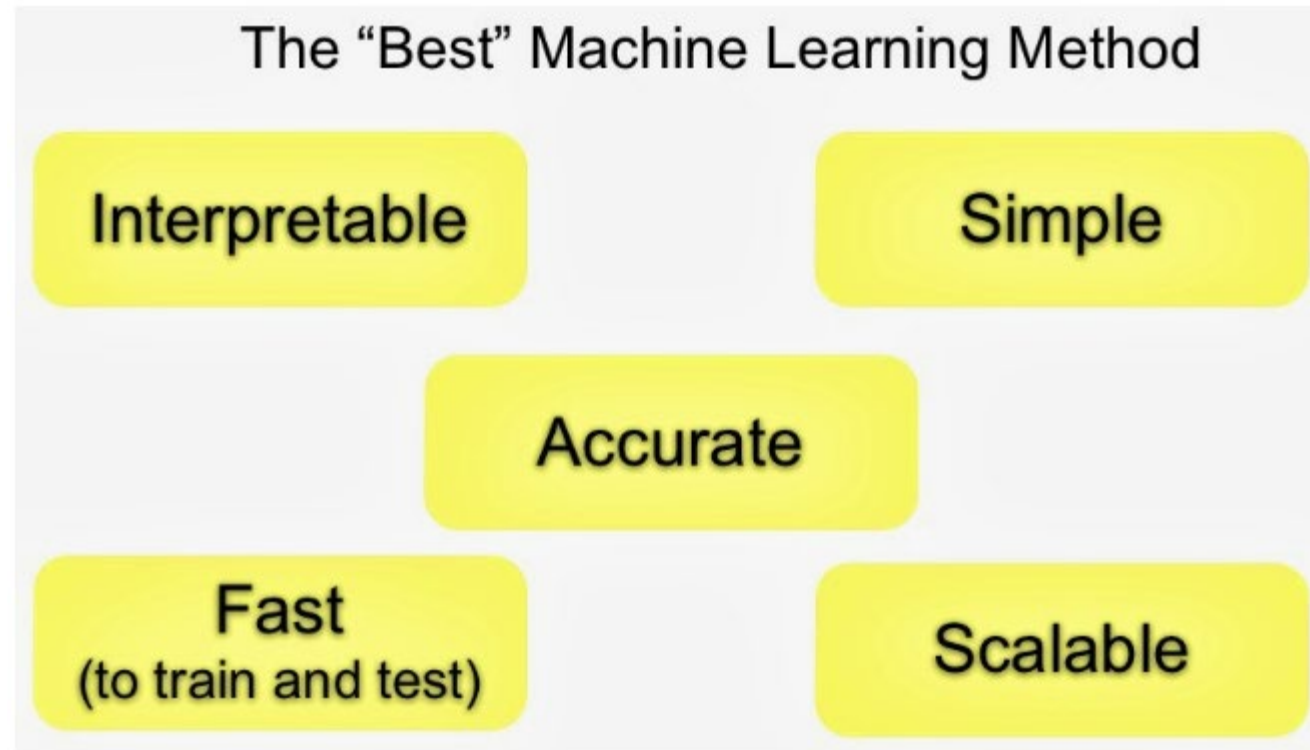 The “Best” Machine Learning Method
Interpretable
Simple
Accurate
Fast
(to train and test)
Scalable